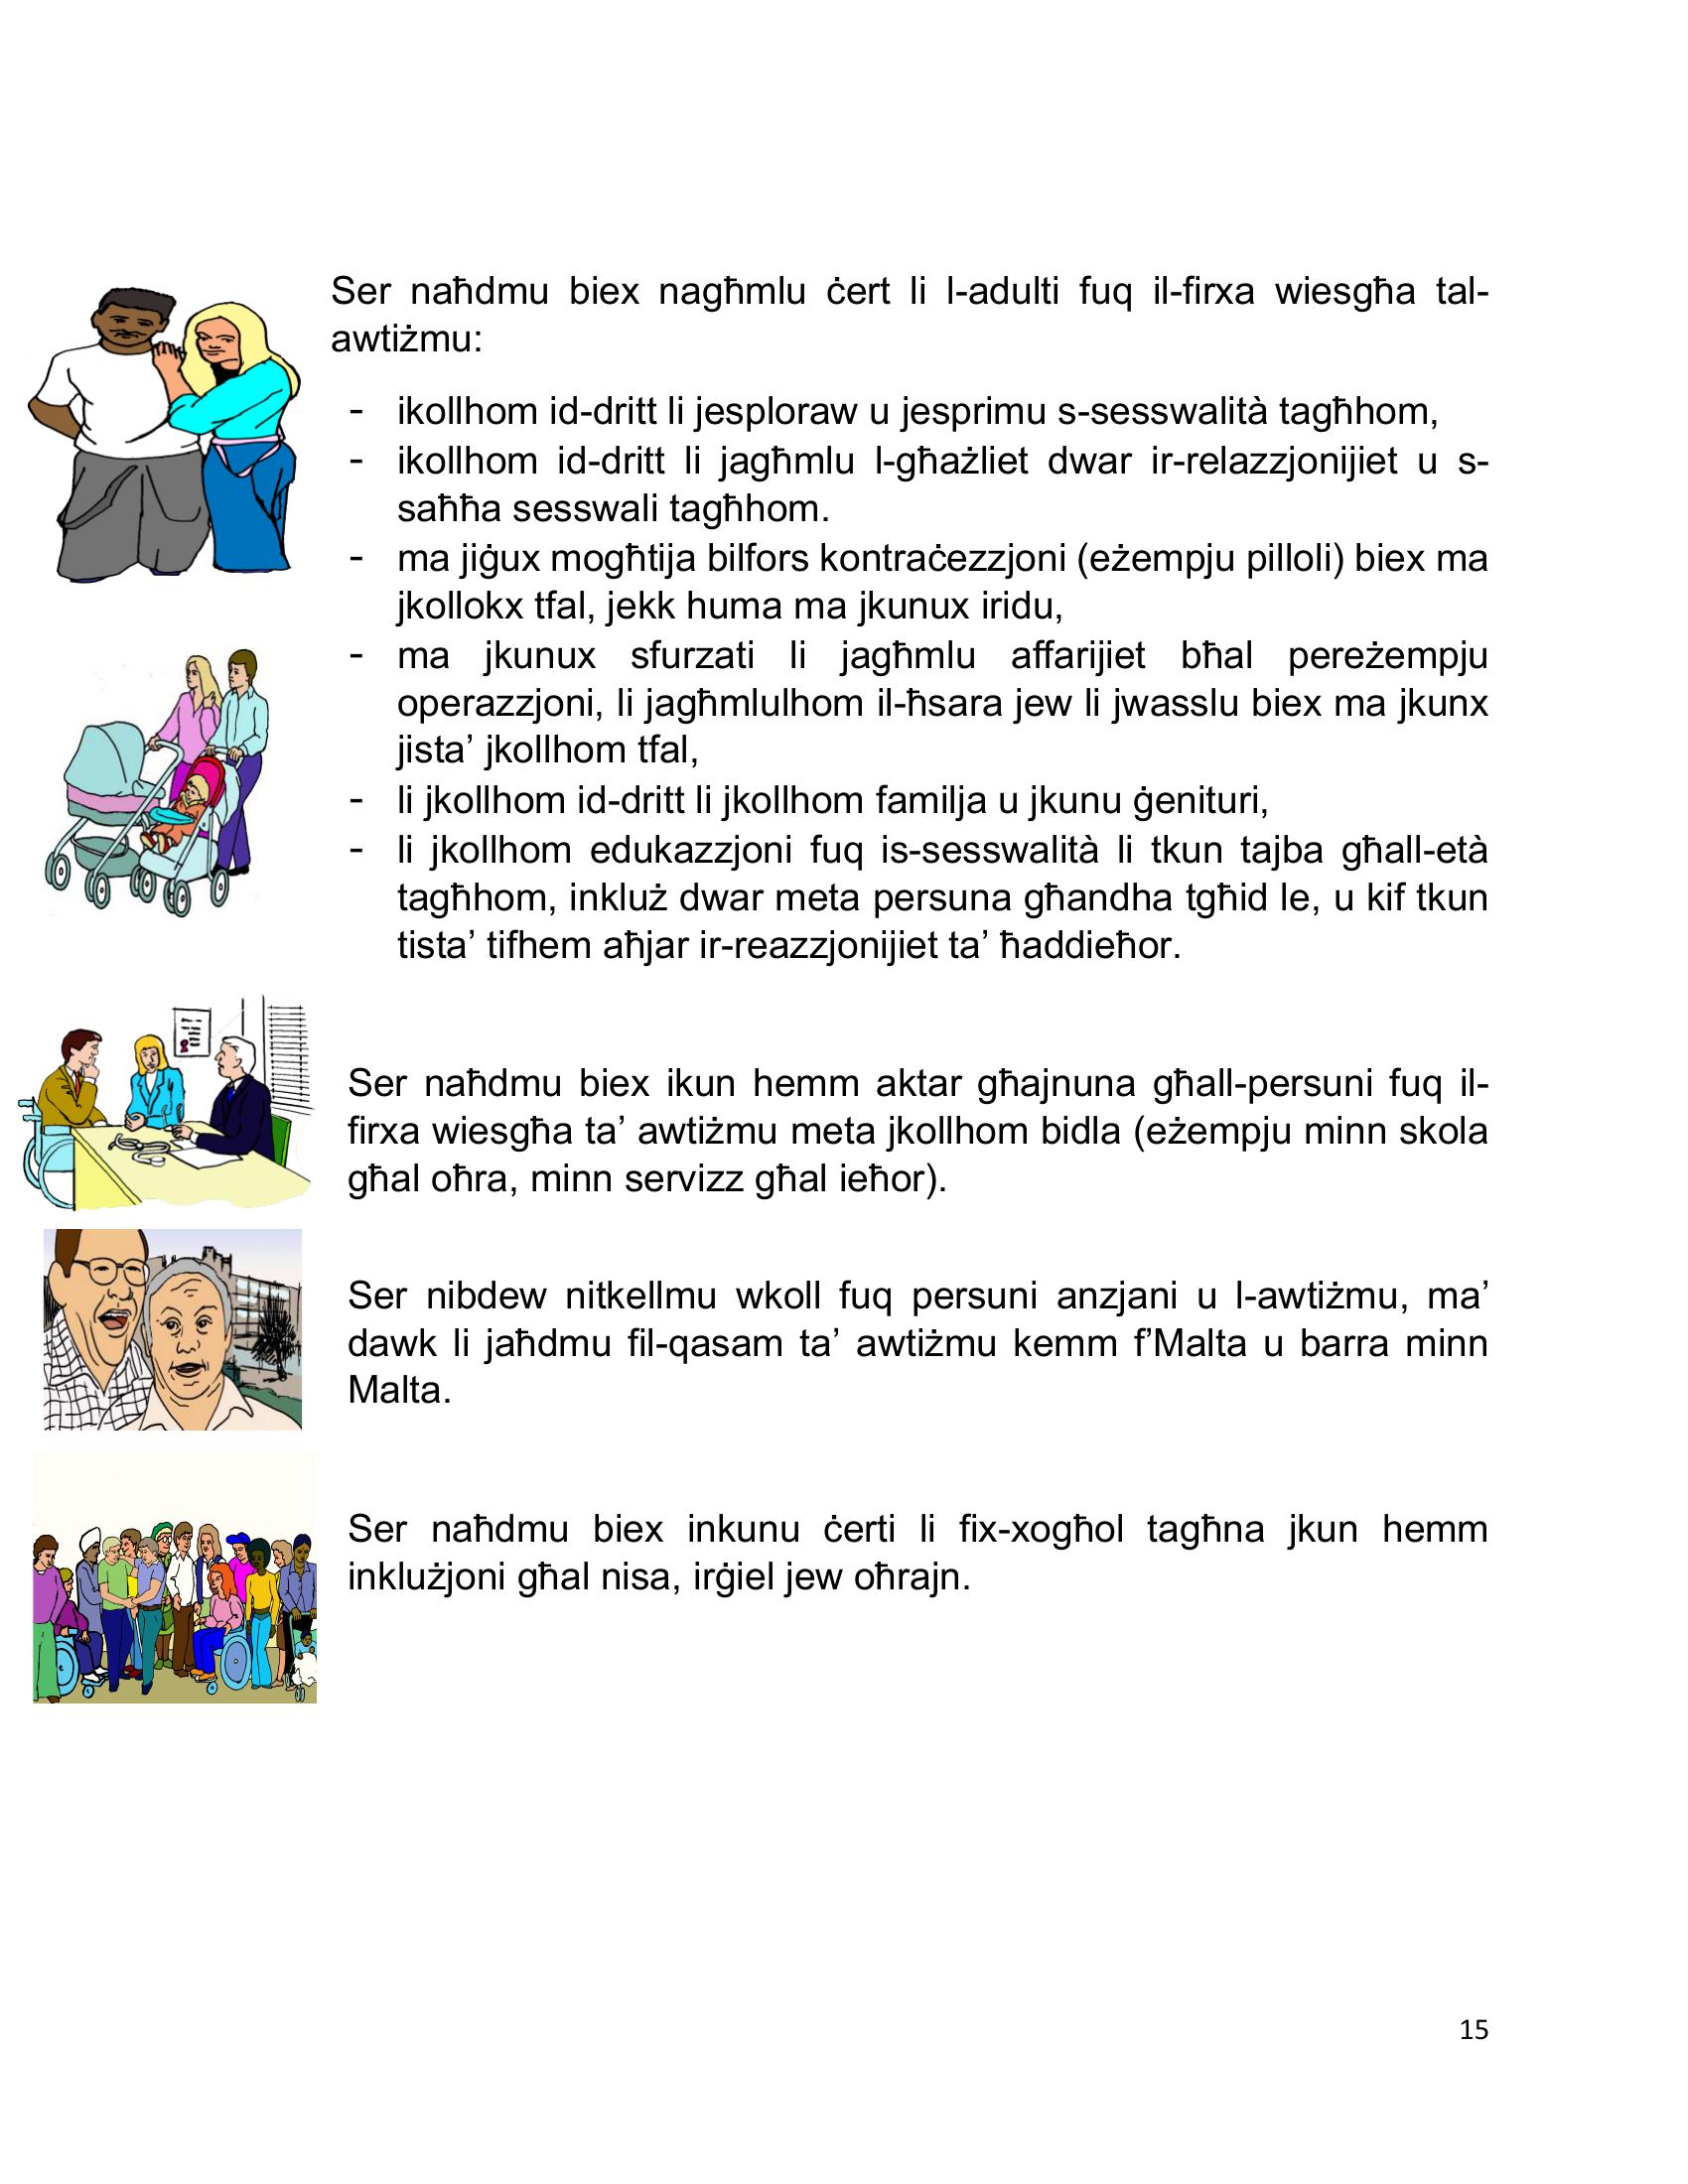 Ser naħdmu biex nagħmlu ċert li l-adulti fuq il-firxa wiesgħa tal-
awtiżmu:
- ikollhom id-dritt li jesploraw u jesprimu s-sesswalità tagħhom,
- ikollhom id-dritt li jagħmlu l-għażliet dwar ir-relazzjonijiet u s-
saħħa sesswali tagħhom.
- ma jiġux mogħtija bilfors kontraċezzjoni (eżempju pilloli) biex ma
jkollokx tfal, jekk huma ma jkunux iridu,
- ma jkunux sfurzati li jagħmlu affarijiet bħal pereżempju
operazzjoni, li jagħmlulhom il-ħsara jew li jwasslu biex ma jkunx
jista’ jkollhom tfal,
- li jkollhom id-dritt li jkollhom familja u jkunu ġenituri,
- li jkollhom edukazzjoni fuq is-sesswalità li tkun tajba għall-età
tagħhom, inkluż dwar meta persuna għandha tgħid le, u kif tkun
tista’ tifhem aħjar ir-reazzjonijiet ta’ ħaddieħor.
Ser naħdmu biex ikun hemm aktar għajnuna għall-persuni fuq il-
firxa wiesgħa ta’ awtiżmu meta jkollhom bidla (eżempju minn skola
għal oħra, minn servizz għal ieħor).
Ser nibdew nitkellmu wkoll fuq persuni anzjani u l-awtiżmu, ma’
dawk li jaħdmu fil-qasam ta’ awtiżmu kemm f’Malta u barra minn
Malta.
Ser naħdmu biex inkunu ċerti li fix-xogħol tagħna jkun hemm
inklużjoni għal nisa, irġiel jew oħrajn.
15